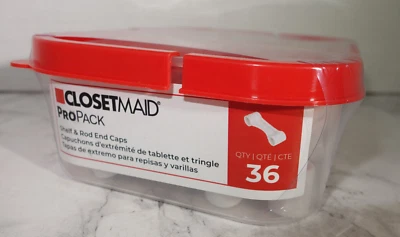 CLOSETMAID®
PROPACK
Shelf & Rod End Caps
Capuchons d'extrémité de tablette et tringle
Tapas de extremo para repisas y varillas
QTY | QTÉ | CTE
36